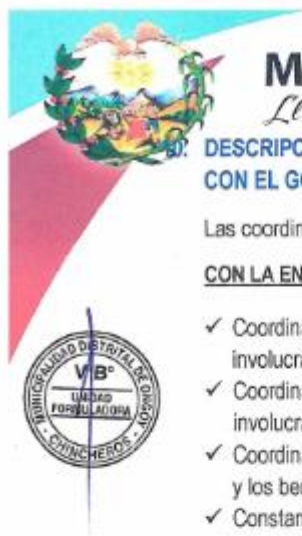 M
10. DESCRIPC
CON EL GO
Las coordin
CON LA EN
✓ Coordina
involucra
✓ Coordina
involucra
✓ Coordina
y los ben
✓ Constan
MUNICIPALIDAD DISTRITAL DE ONGOY
V°B°
UNIDAD
FORMULADORA
- CHINCHEROS -